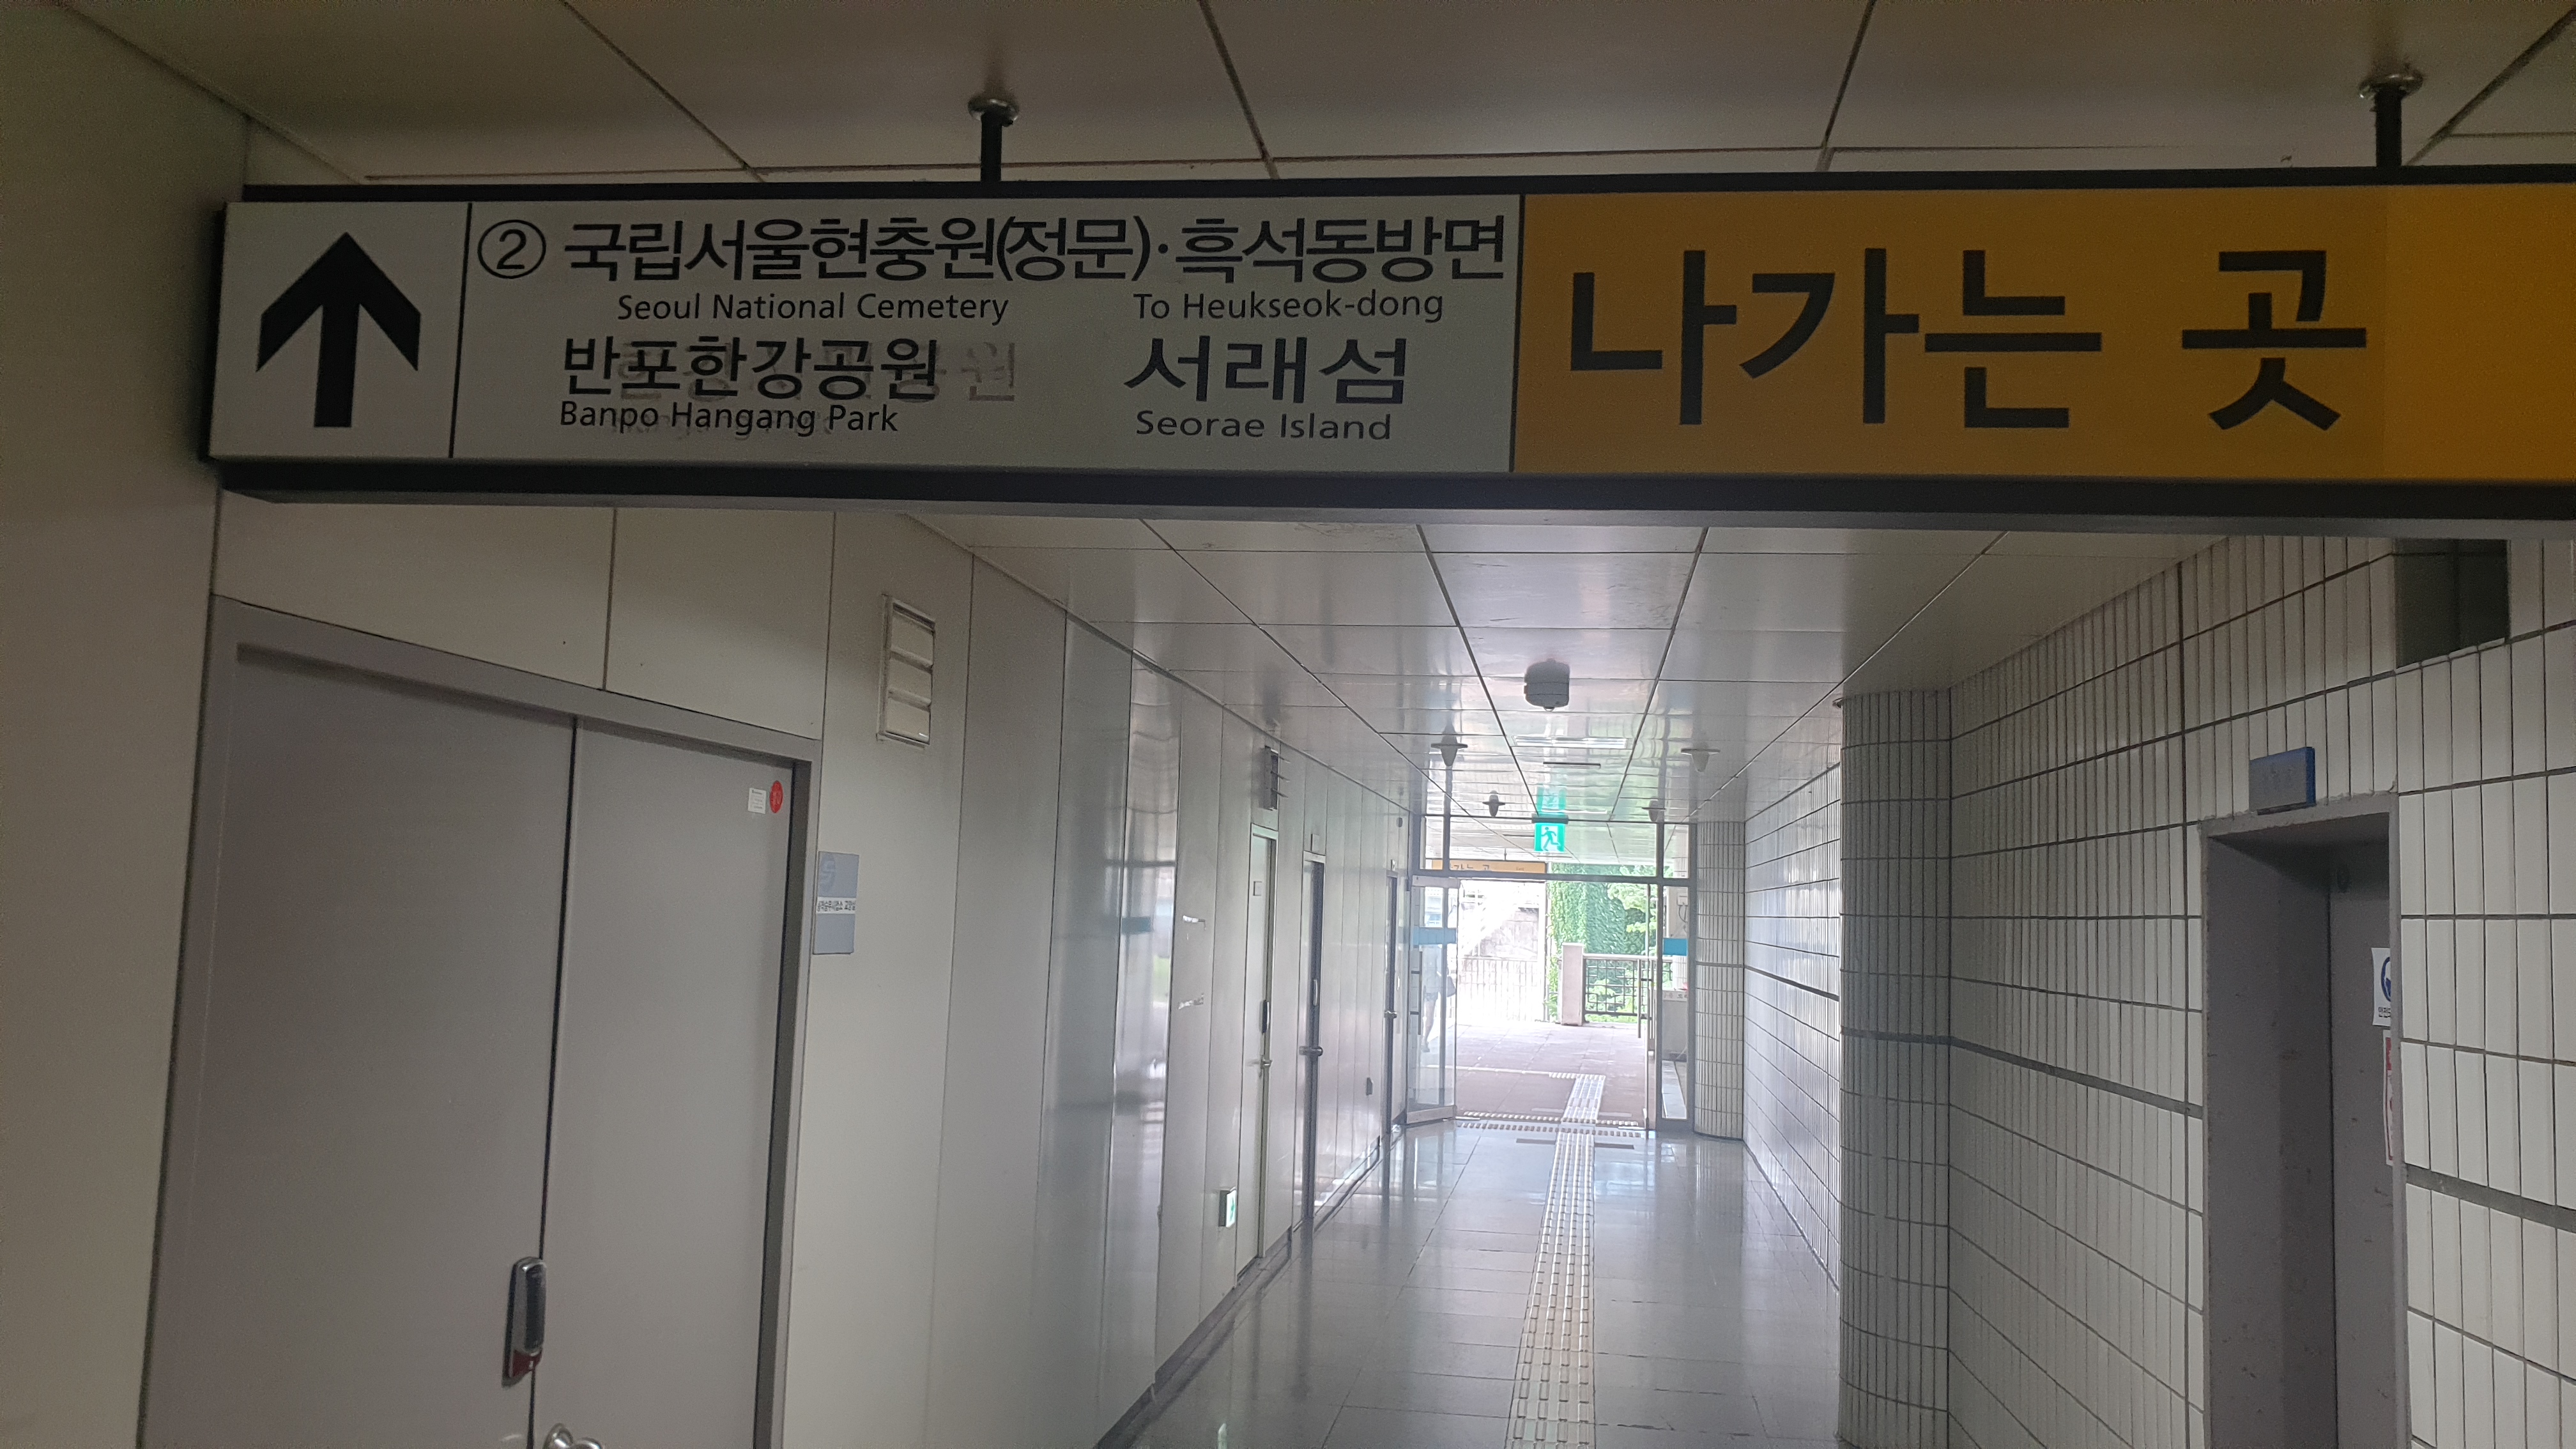 ② 국립서울현충원(정문)·흑석동방면
Seoul National Cemetery To Heukseok-dong
반포한강공원 서래섬
Banpo Hangang Park Seorae Island
나가는 곳